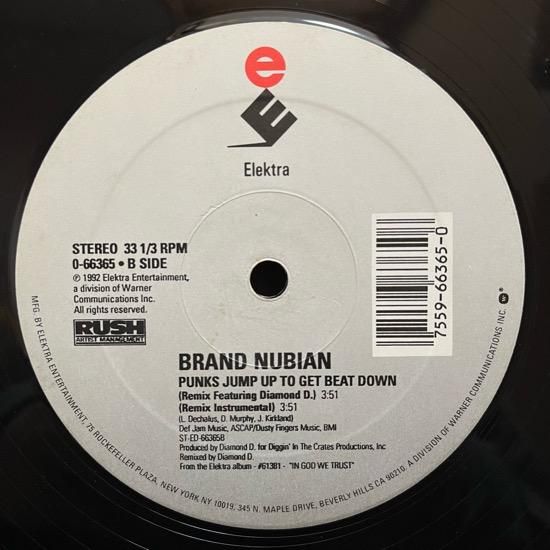 e
E
Elektra
STEREO 33 1/3 RPM
0-66365 • B SIDE
℗ 1992 Elektra Entertainment,
a division of Warner
Communications Inc.
All rights reserved.
RUSH
ARTIST MANAGEMENT
7559-66365-0
BRAND NUBIAN
PUNKS JUMP UP TO GET BEAT DOWN
(Remix Featuring Diamond D.) 3:51
(Remix Instrumental) 3:51
(L. Dechalus, D. Murphy, J. Kirkland)
Def Jam Music, ASCAP/Dusty Fingers Music, BMI
ST-ED-66365B
Produced by Diamond D. for Diggin' In The Crates Productions, Inc
Remixed by Diamond D.
From the Elektra album - #61381 - "IN GOD WE TRUST"
MFG. BY ELEKTRA ENTERTAINMENT, 75 ROCKEFELLER PLAZA, NEW YORK NY 10019, 345 N. MAPLE DRIVE, BEVERLY HILLS CA 90210. A DIVISION OF WARNER COMMUNICATIONS INC.